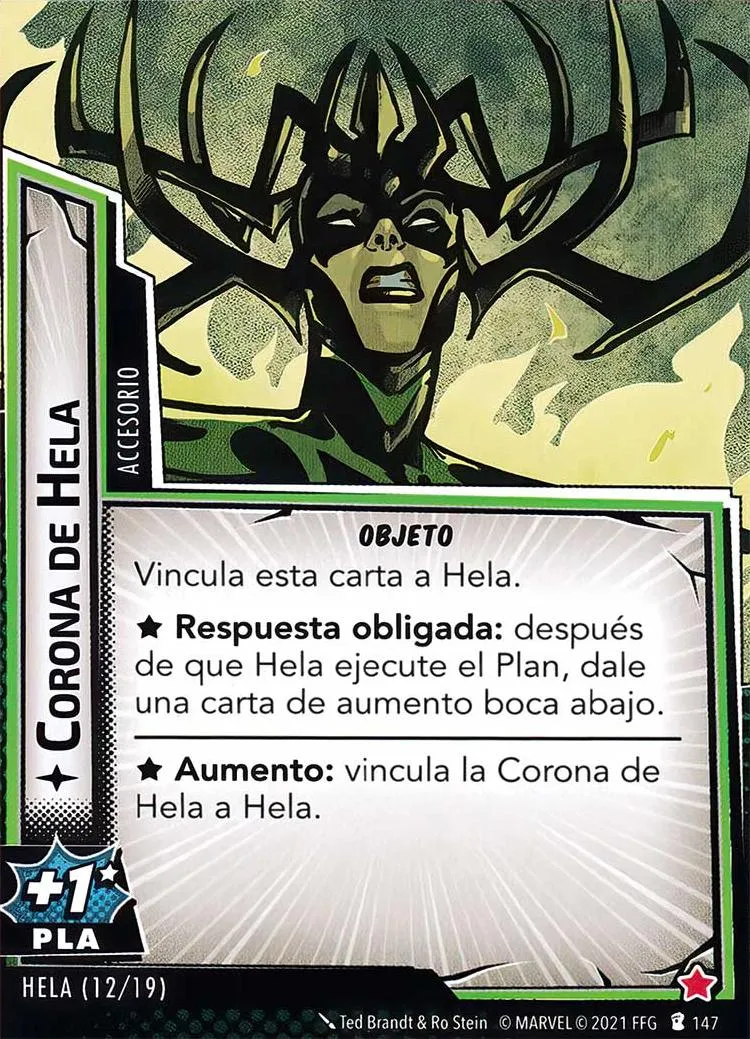 CORONA DE HELA
ACCESORIO
OBJETO
Vincula esta carta a Hela.
★ Respuesta obligada: después
de que Hela ejecute el Plan, dale
una carta de aumento boca abajo.
★ Aumento: vincula la Corona de
Hela a Hela.
+1★
PLA
HELA (12/19)
Ted Brandt & Ro Stein © MARVEL © 2021 FFG 147